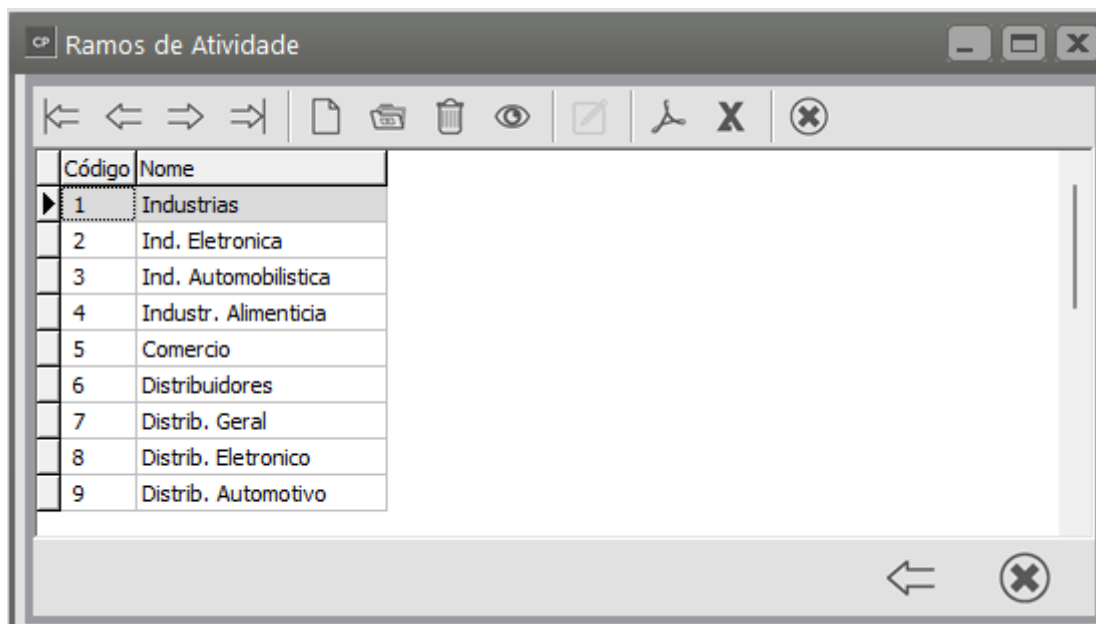 CP Ramos de Atividade
Código Nome
1 Industrias
2 Ind. Eletronica
3 Ind. Automobilistica
4 Industr. Alimenticia
5 Comercio
6 Distribuidores
7 Distrib. Geral
8 Distrib. Eletronico
9 Distrib. Automotivo